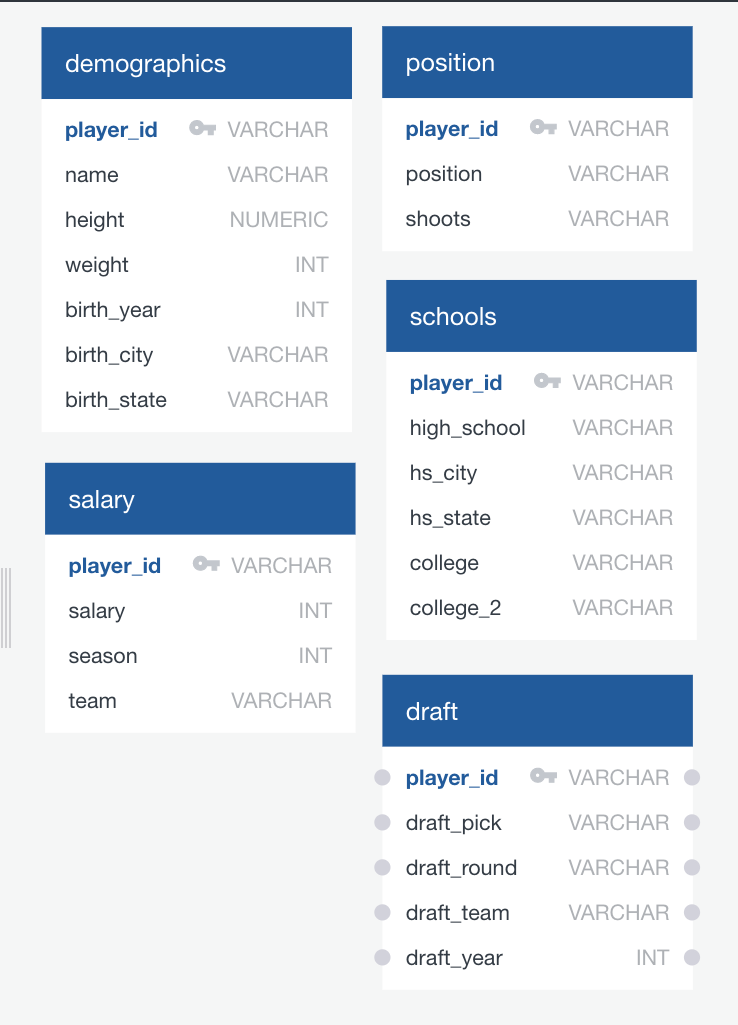 demographics
player_id VARCHAR
name VARCHAR
height NUMERIC
weight INT
birth_year INT
birth_city VARCHAR
birth_state VARCHAR
salary
player_id VARCHAR
salary INT
season INT
team VARCHAR
position
player_id VARCHAR
position VARCHAR
shoots VARCHAR
schools
player_id VARCHAR
high_school VARCHAR
hs_city VARCHAR
hs_state VARCHAR
college VARCHAR
college_2 VARCHAR
draft
player_id VARCHAR
draft_pick VARCHAR
draft_round VARCHAR
draft_team VARCHAR
draft_year INT